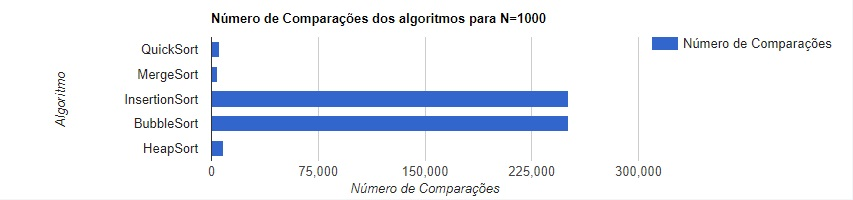 Número de Comparações dos algoritmos para N=1000
Número de Comparações
Algoritmo
QuickSort
MergeSort
InsertionSort
BubbleSort
HeapSort
0 75,000 150,000 225,000 300,000
Número de Comparações